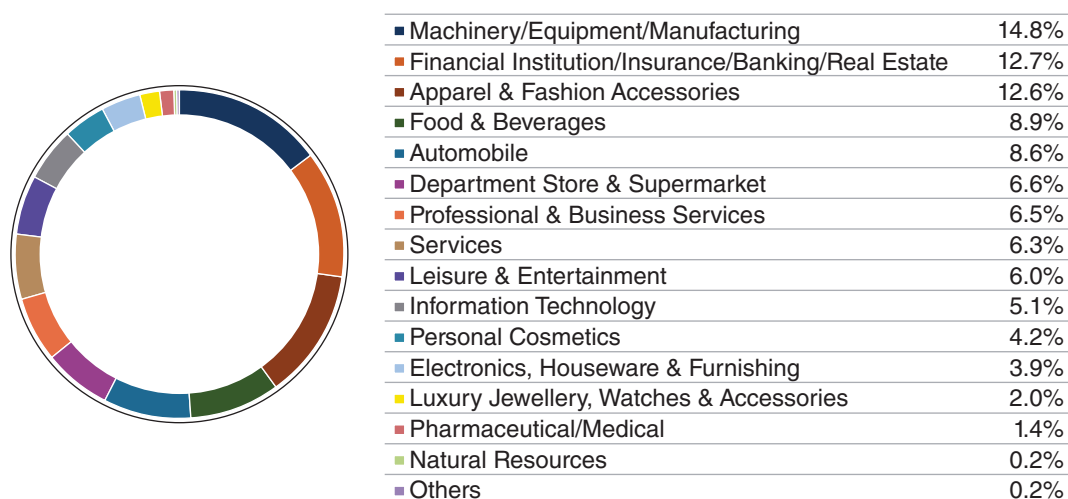 Machinery/Equipment/Manufacturing 14.8%
Financial Institution/Insurance/Banking/Real Estate 12.7%
Apparel & Fashion Accessories 12.6%
Food & Beverages 8.9%
Automobile 8.6%
Department Store & Supermarket 6.6%
Professional & Business Services 6.5%
Services 6.3%
Leisure & Entertainment 6.0%
Information Technology 5.1%
Personal Cosmetics 4.2%
Electronics, Houseware & Furnishing 3.9%
Luxury Jewellery, Watches & Accessories 2.0%
Pharmaceutical/Medical 1.4%
Natural Resources 0.2%
Others 0.2%